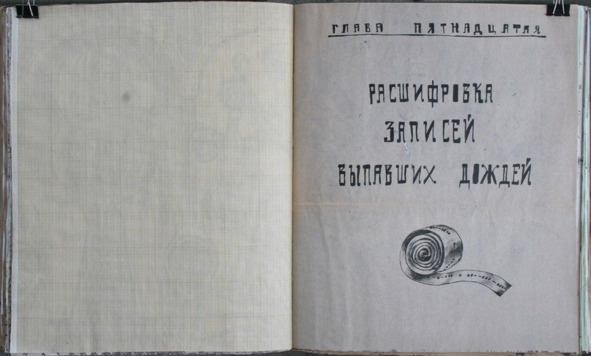 ГЛАВА ПЯТНАДЦАТАЯ
РАСШИФРОВКА
ЗАПИСЕЙ
ВЫПАВШИХ ДОЖДЕЙ